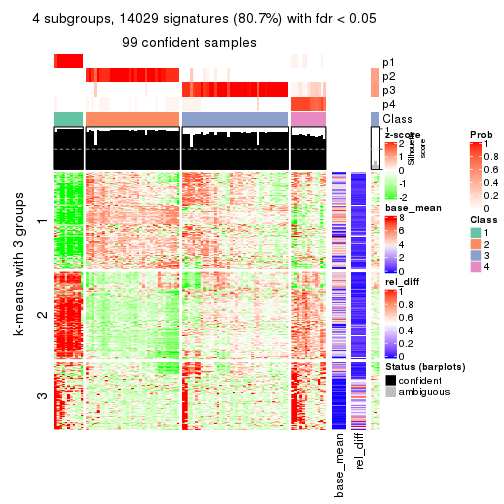 4 subgroups, 14029 signatures (80.7%) with fdr < 0.05
99 confident samples
p1
p2
p3
p4
Class
1
Silhouette
score
k-means with 3 groups
1
2
3
base_mean
rel_diff
z-score
2
1
0
-1
-2
base_mean
8
6
4
2
0
rel_diff
1
0.8
0.6
0.4
0.2
0
Status (barplots)
confident
ambiguous
Prob
1
0.8
0.6
0.4
0.2
0
Class
1
2
3
4